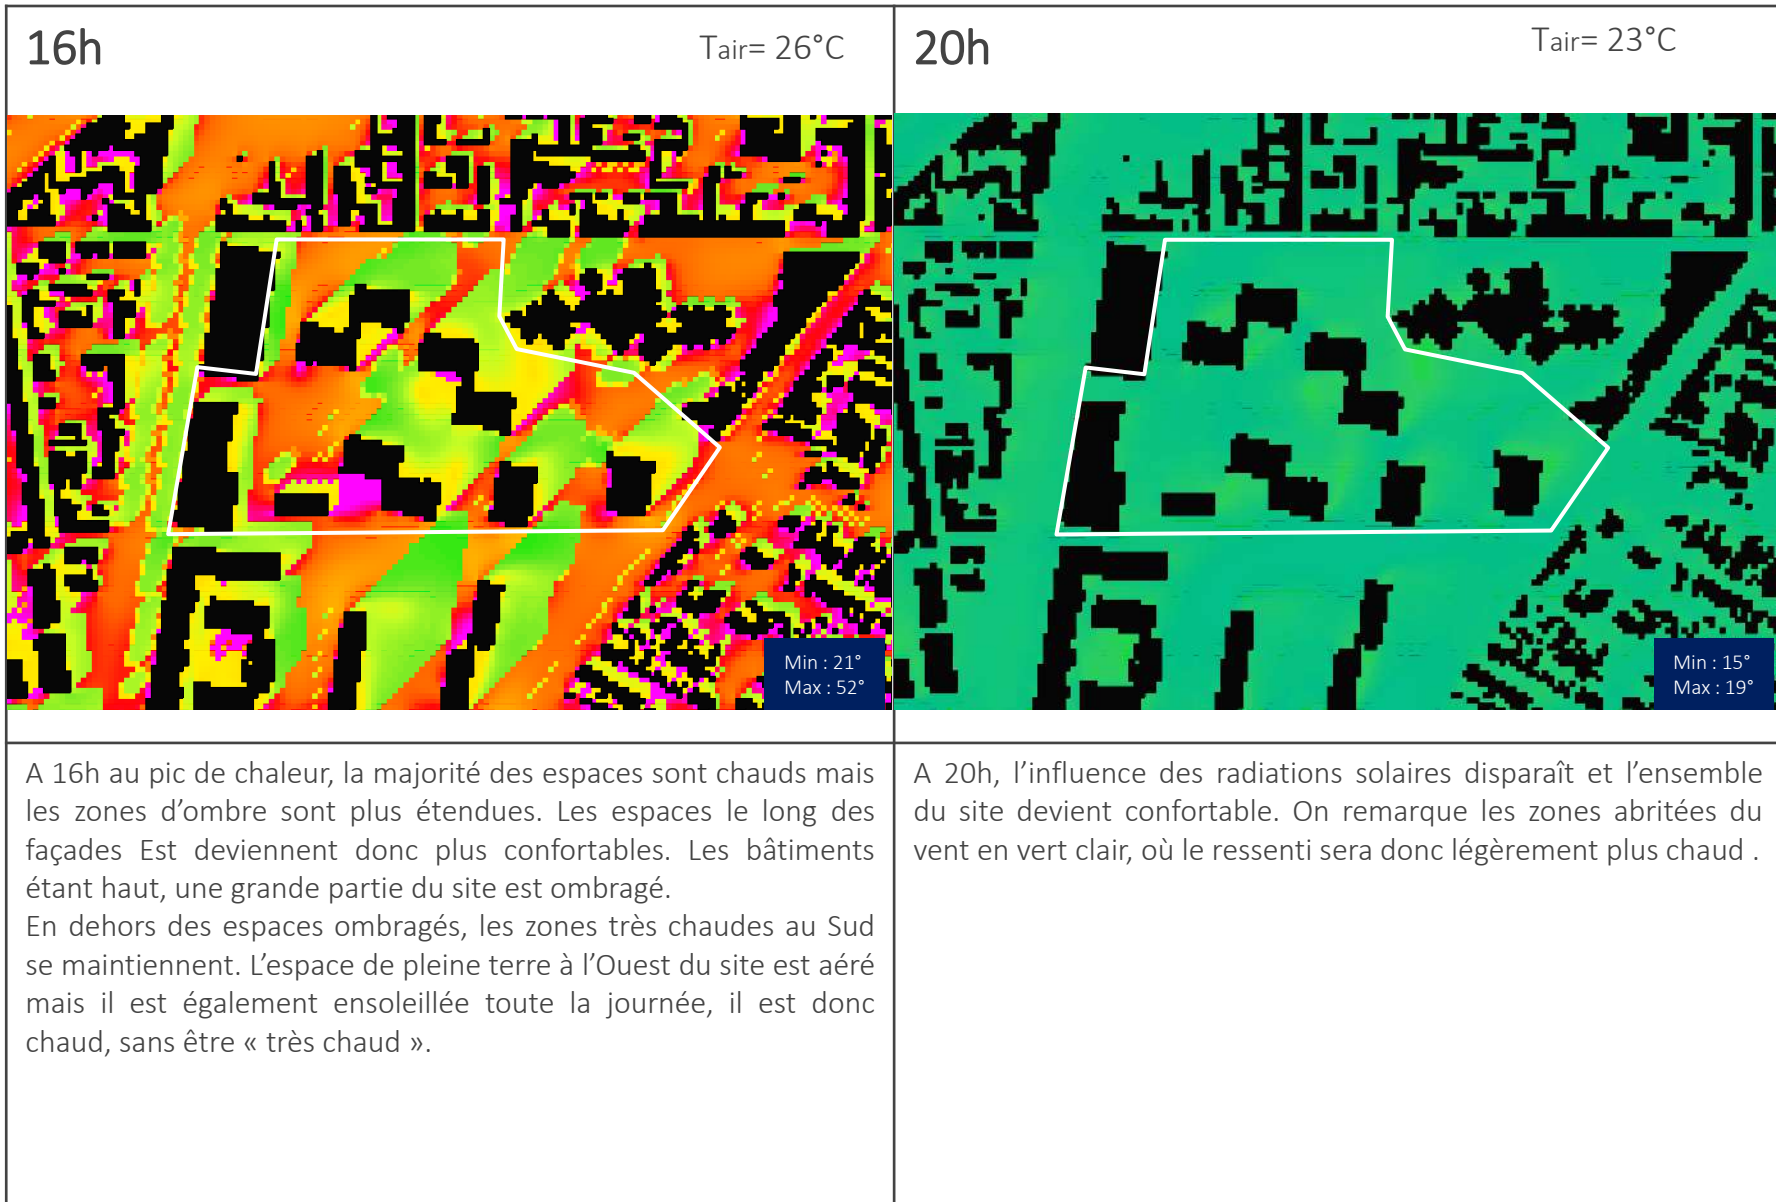 16h
Tair= 26°C
Min : 21°
Max : 52°
A 16h au pic de chaleur, la majorité des espaces sont chauds mais
les zones d’ombre sont plus étendues. Les espaces le long des
façades Est deviennent donc plus confortables. Les bâtiments
étant haut, une grande partie du site est ombragé.
En dehors des espaces ombragés, les zones très chaudes au Sud
se maintiennent. L’espace de pleine terre à l’Ouest du site est aéré
mais il est également ensoleillée toute la journée, il est donc
chaud, sans être « très chaud ».
20h
Tair= 23°C
Min : 15°
Max : 19°
A 20h, l’influence des radiations solaires disparaît et l’ensemble
du site devient confortable. On remarque les zones abritées du
vent en vert clair, où le ressenti sera donc légèrement plus chaud .